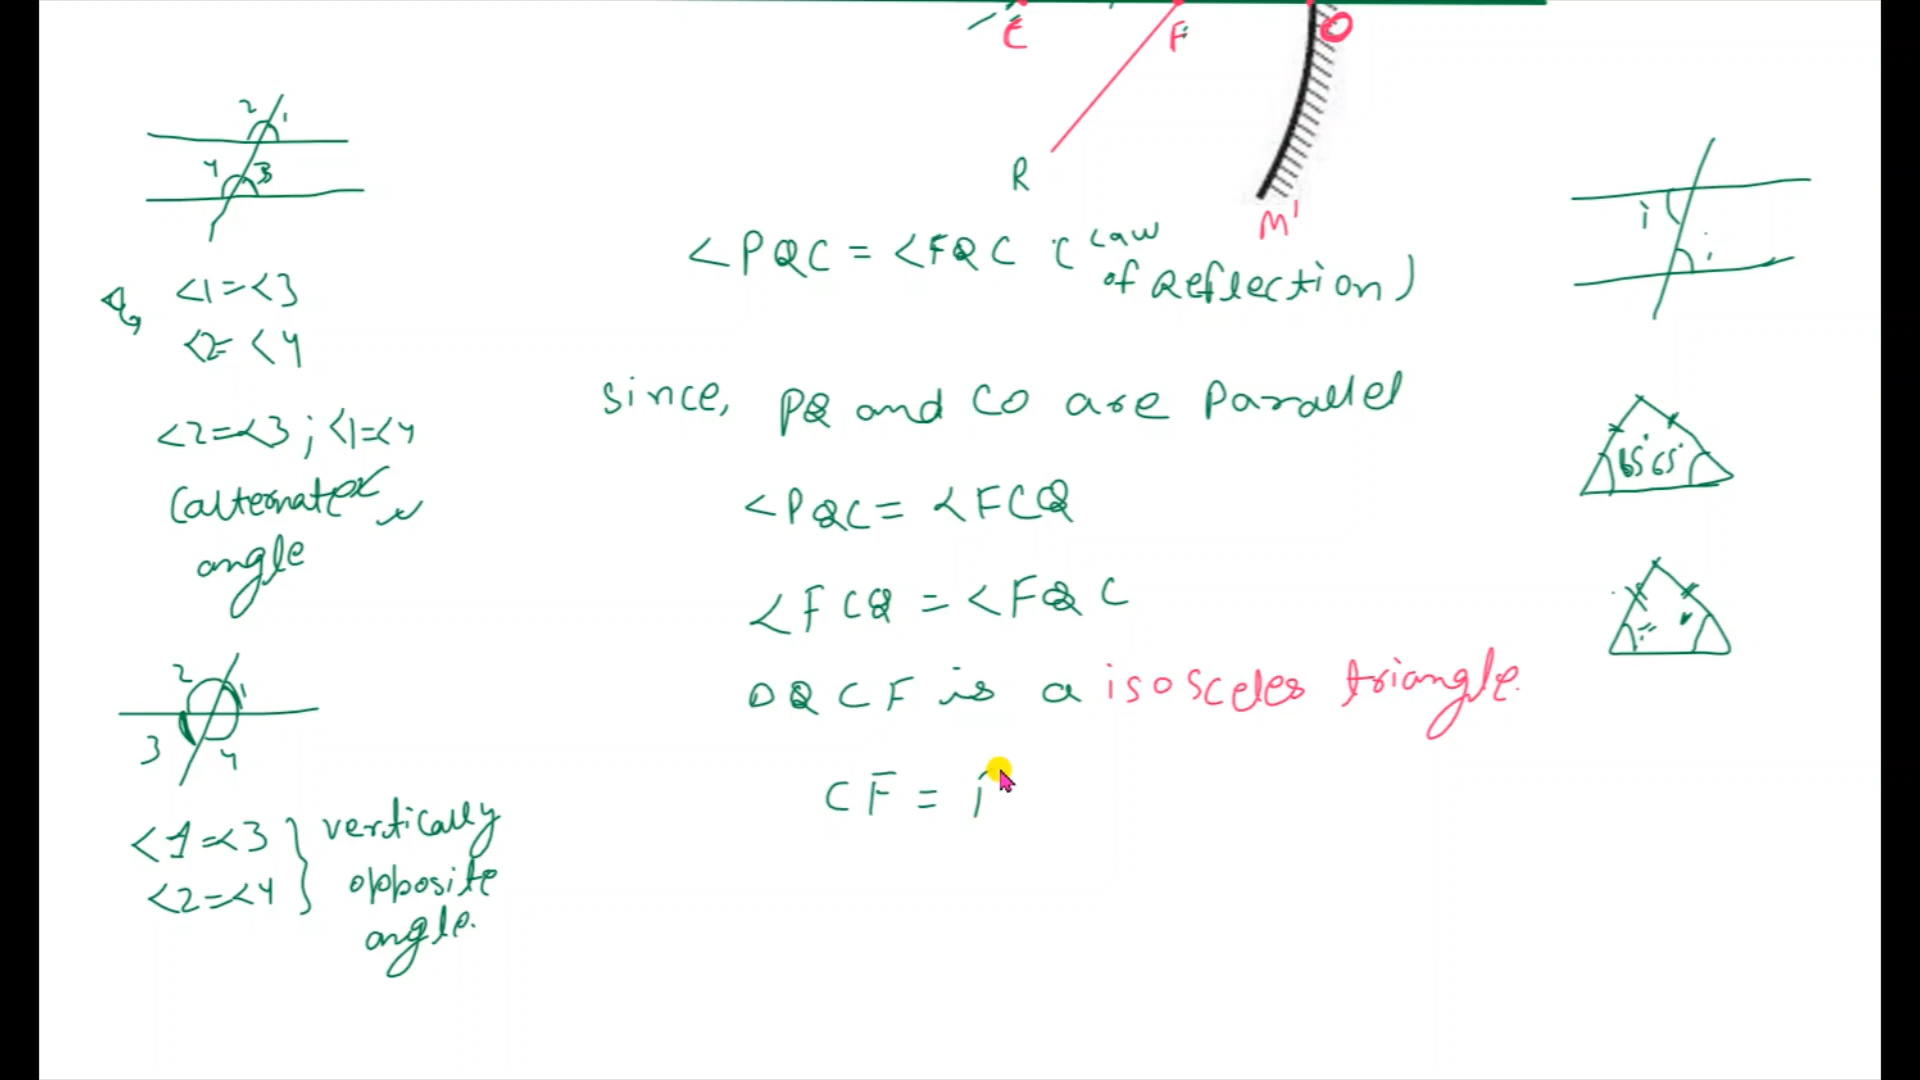 C F O
R
M'
2 1
4 3
<1=<3
<2=<4
<2=<3 ; <1=<4
(alternate
angle
2 1
3 4
<1=<3
<2=<4
vertically
opposite
angle.
<PQC = <FQC (Law
of Reflection)
since, PQ and CO are Parallel
<PQC = <FCQ
<FCQ = <FQC
QCF is a isosceles triangle.
CF =
i
65° 65°